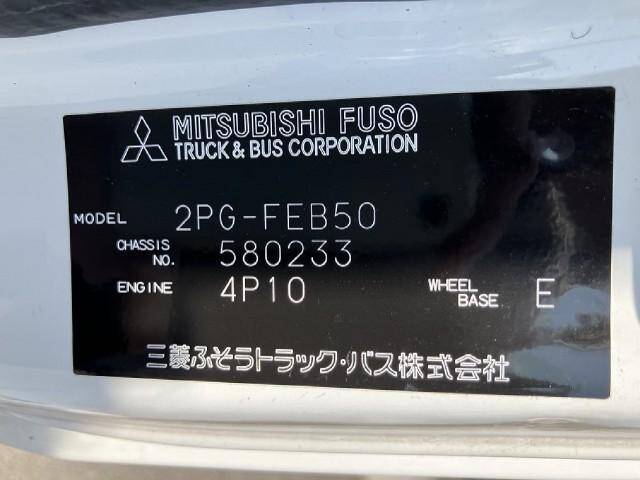 MITSUBISHI FUSO
TRUCK & BUS CORPORATION
MODEL 2PG-FEB50
CHASSIS NO. 580233
ENGINE 4P10 WHEEL BASE E
三菱ふそうトラック・バス株式会社